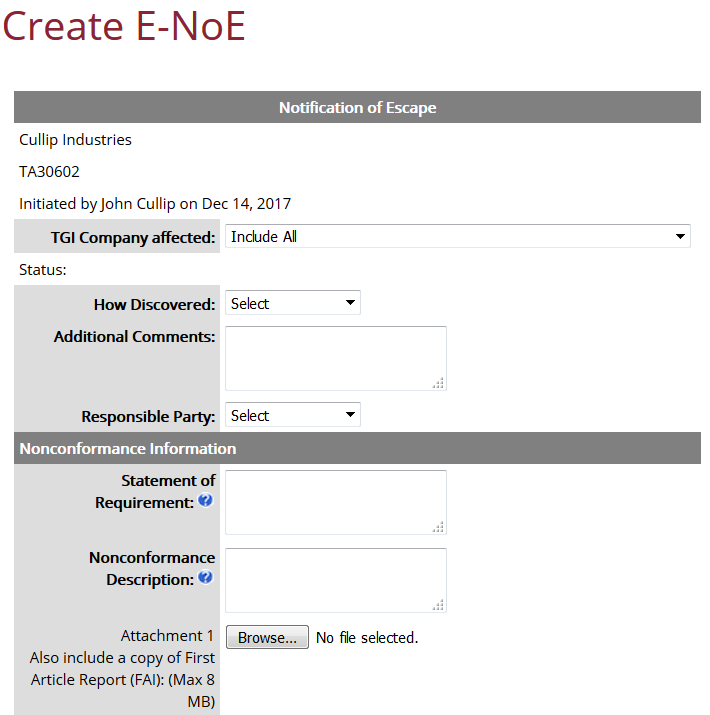 Create E-NoE
Notification of Escape
Cullip Industries
TA30602
Initiated by John Cullip on Dec 14, 2017
TGI Company affected: Include All
Status:
How Discovered: Select
Additional Comments:
Responsible Party: Select
Nonconformance Information
Statement of
Requirement: ?
Nonconformance
Description: ?
Attachment 1 Browse... No file selected.
Also include a copy of First
Article Report (FAI): (Max 8
MB)